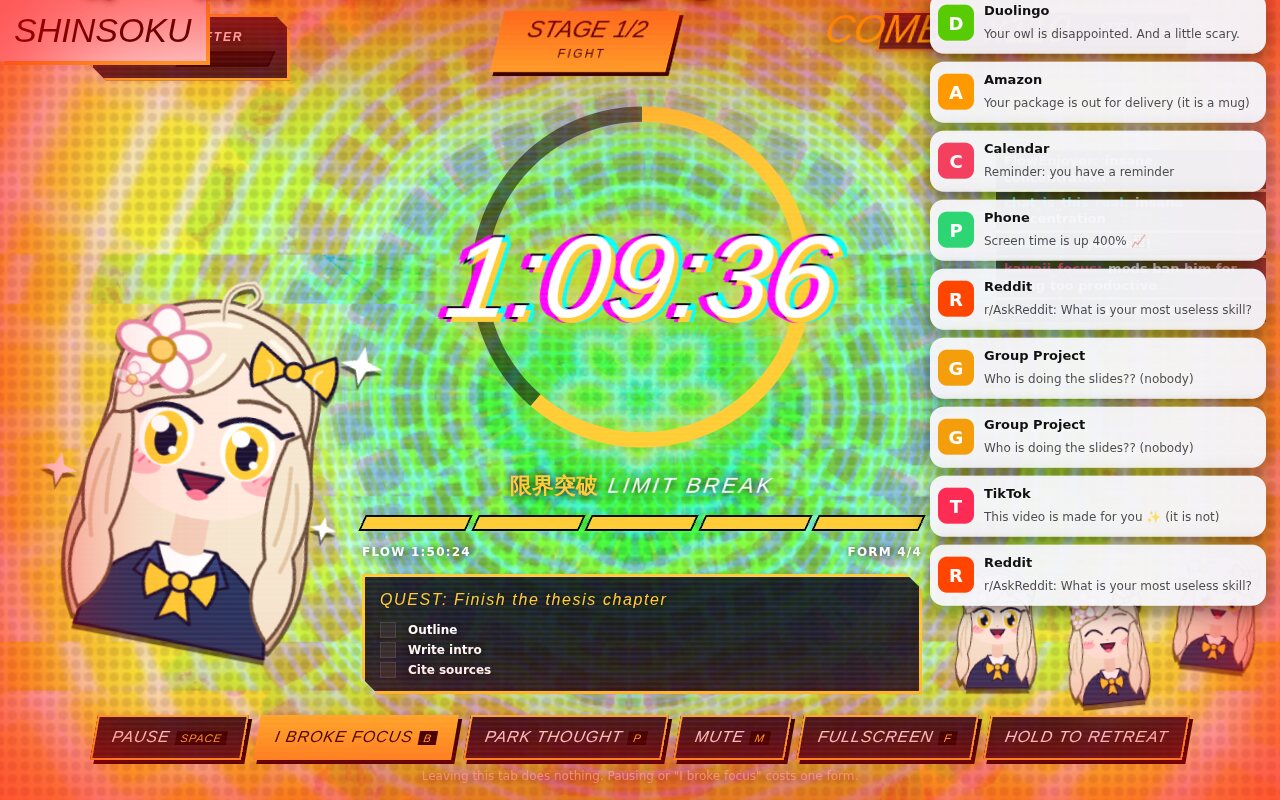 SHINSOKU
STAGE 1/2
FIGHT
1:09:36
限界突破 LIMIT BREAK
FLOW 1:50:24
FORM 4/4
QUEST: Finish the thesis chapter
Outline
Write intro
Cite sources
D
Duolingo
Your owl is disappointed. And a little scary.
A
Amazon
Your package is out for delivery (it is a mug)
C
Calendar
Reminder: you have a reminder
P
Phone
Screen time is up 400% 📈
R
Reddit
r/AskReddit: What is your most useless skill?
G
Group Project
Who is doing the slides?? (nobody)
G
Group Project
Who is doing the slides?? (nobody)
T
TikTok
This video is made for you ✨ (it is not)
R
Reddit
r/AskReddit: What is your most useless skill?
PAUSE SPACE
I BROKE FOCUS B
PARK THOUGHT P
MUTE M
FULLSCREEN F
HOLD TO RETREAT
Leaving this tab does nothing. Pausing or "I broke focus" costs one form.